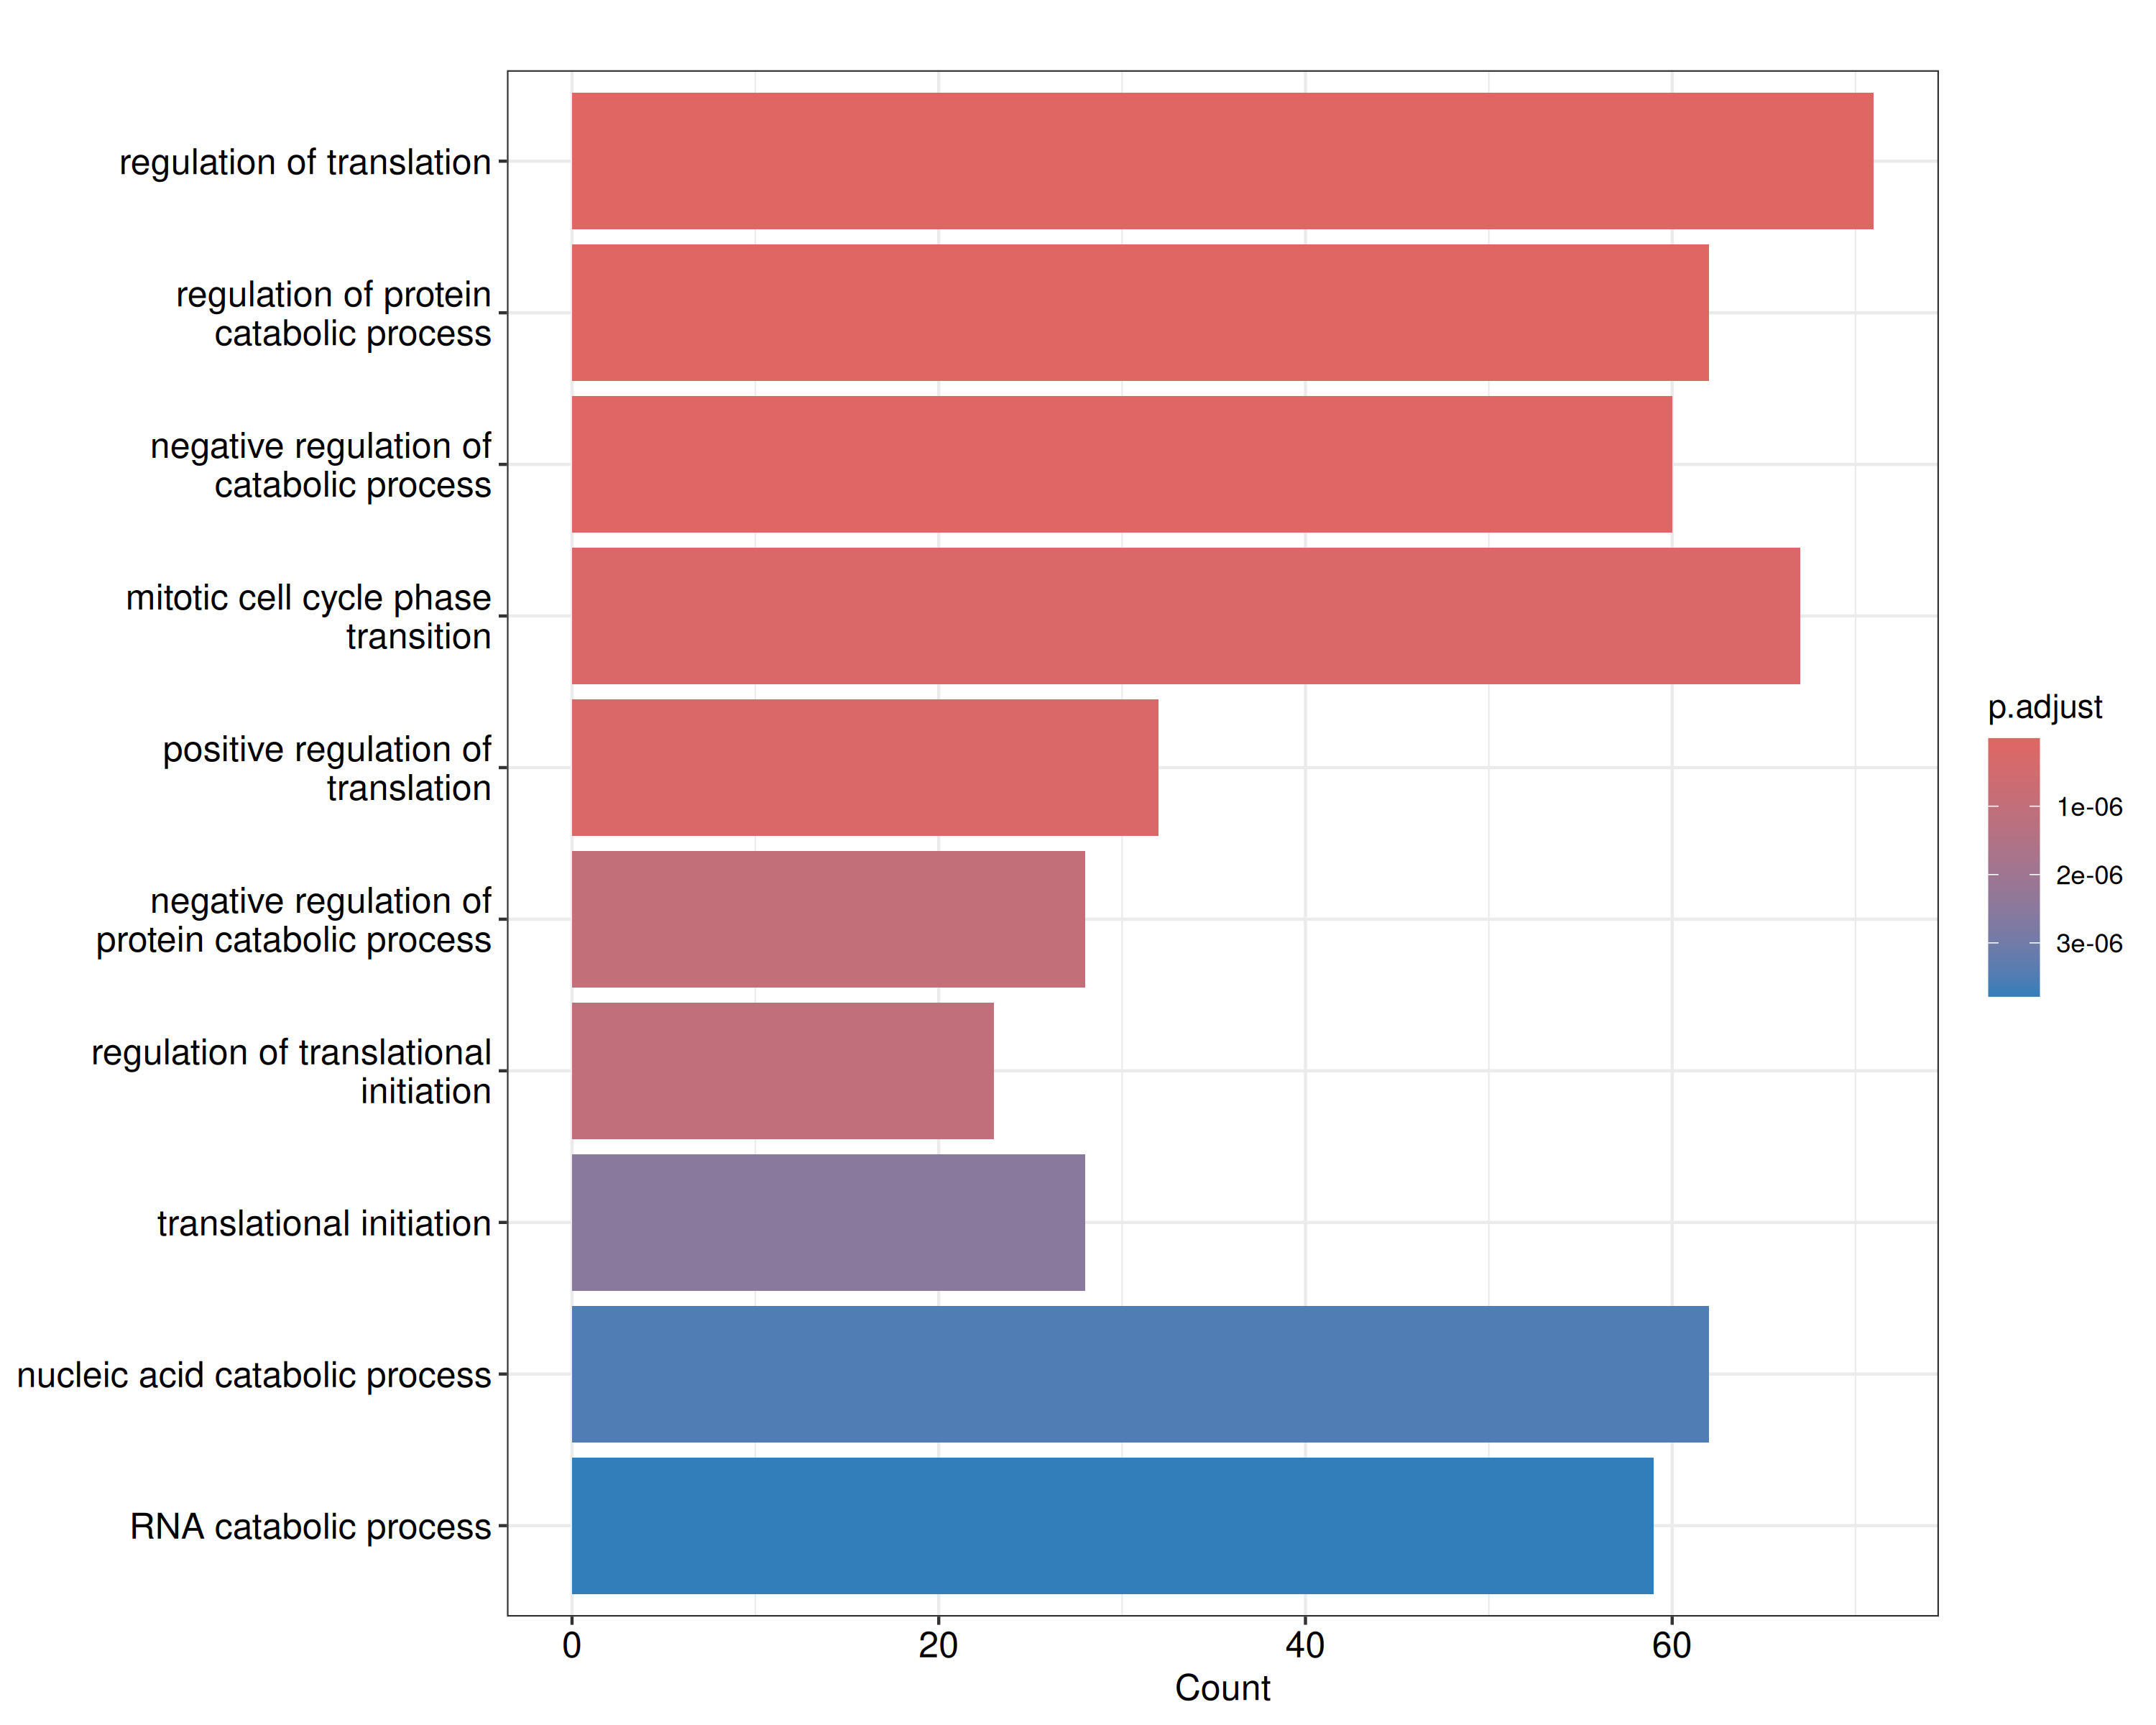 regulation of translation
regulation of protein
catabolic process
negative regulation of
catabolic process
mitotic cell cycle phase
transition
positive regulation of
translation
negative regulation of
protein catabolic process
regulation of translational
initiation
translational initiation
nucleic acid catabolic process
RNA catabolic process
0 20 40 60
Count
p.adjust
1e-06
2e-06
3e-06